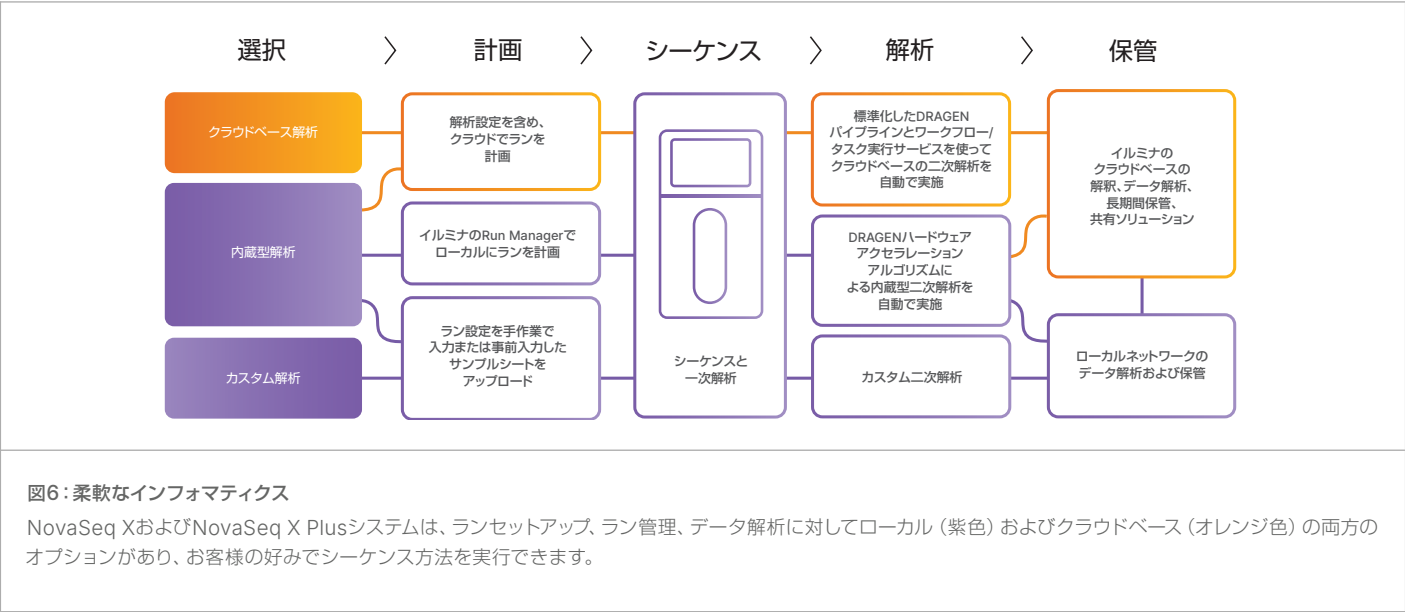 選択 〉 計画 〉 シーケンス 〉 解析 〉 保管
クラウドベース解析
内蔵型解析
カスタム解析
解析設定を含め、
クラウドでランを
計画
イルミナのRun Managerで
ローカルにランを計画
ラン設定を手作業で
入力または事前入力した
サンプルシートを
アップロード
シーケンスと
一次解析
標準化したDRAGEN
パイプラインとワークフロー/
タスク実行サービスを使って
クラウドベースの二次解析を
自動で実施
DRAGENハードウェア
アクセラレーション
アルゴリズムに
よる内蔵型二次解析を
自動で実施
カスタム二次解析
イルミナの
クラウドベースの
解釈、データ解析、
長期間保管、
共有ソリューション
ローカルネットワークの
データ解析および保管
図6：柔軟なインフォマティクス
NovaSeq XおよびNovaSeq X Plusシステムは、ランセットアップ、ラン管理、データ解析に対してローカル（紫色）およびクラウドベース（オレンジ色）の両方の
オプションがあり、お客様の好みでシーケンス方法を実行できます。